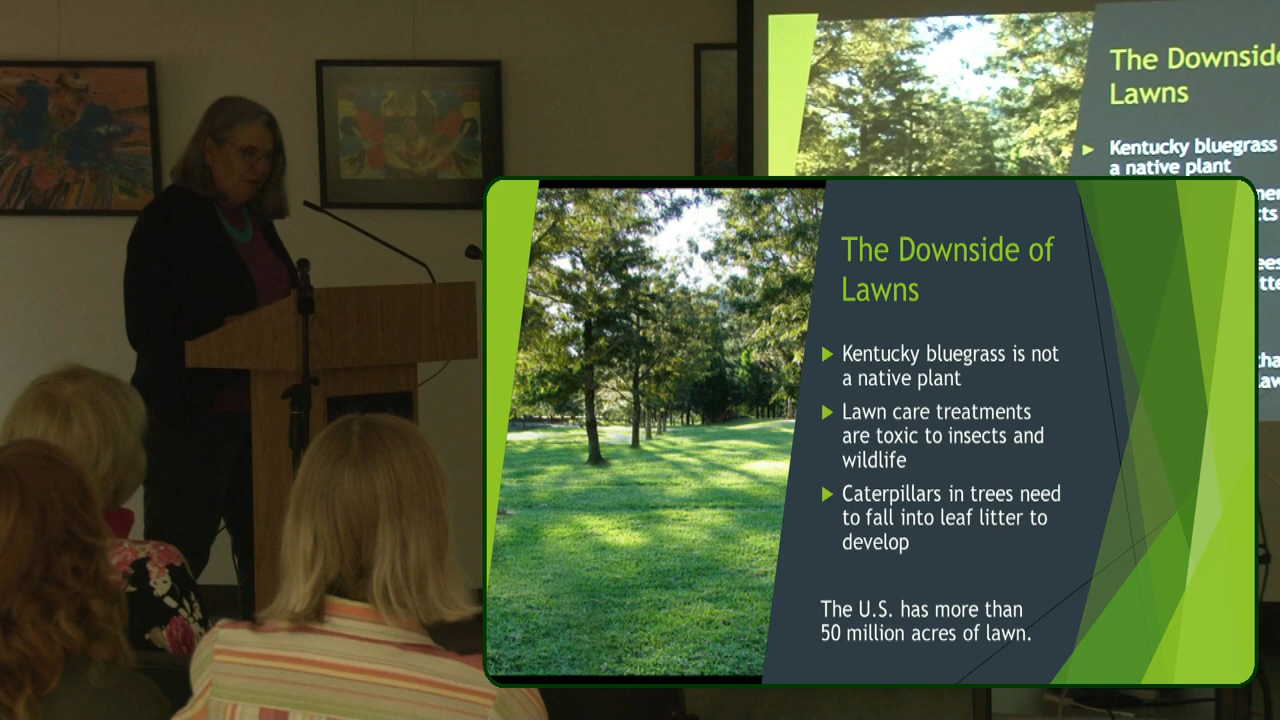 The Downside
Lawns
Kentucky bluegrass
a native plant
The Downside of
Lawns
Kentucky bluegrass is not
a native plant
Lawn care treatments
are toxic to insects and
wildlife
Caterpillars in trees need
to fall into leaf litter to
develop
The U.S. has more than
50 million acres of lawn.